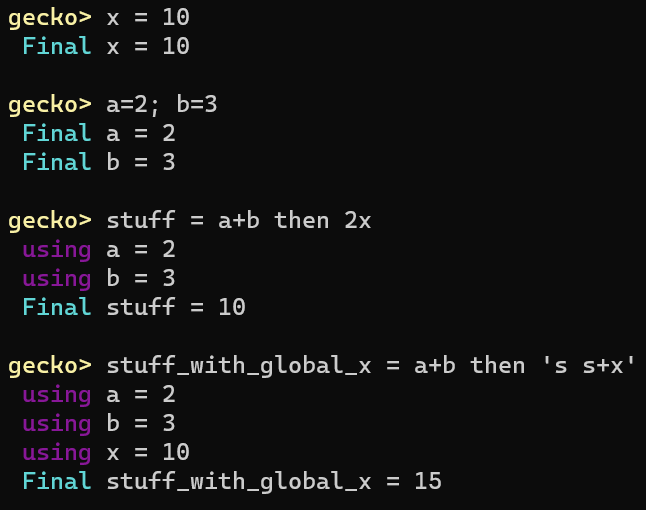 gecko> x = 10
Final x = 10
gecko> a=2; b=3
Final a = 2
Final b = 3
gecko> stuff = a+b then 2x
using a = 2
using b = 3
Final stuff = 10
gecko> stuff_with_global_x = a+b then 's s+x'
using a = 2
using b = 3
using x = 10
Final stuff_with_global_x = 15